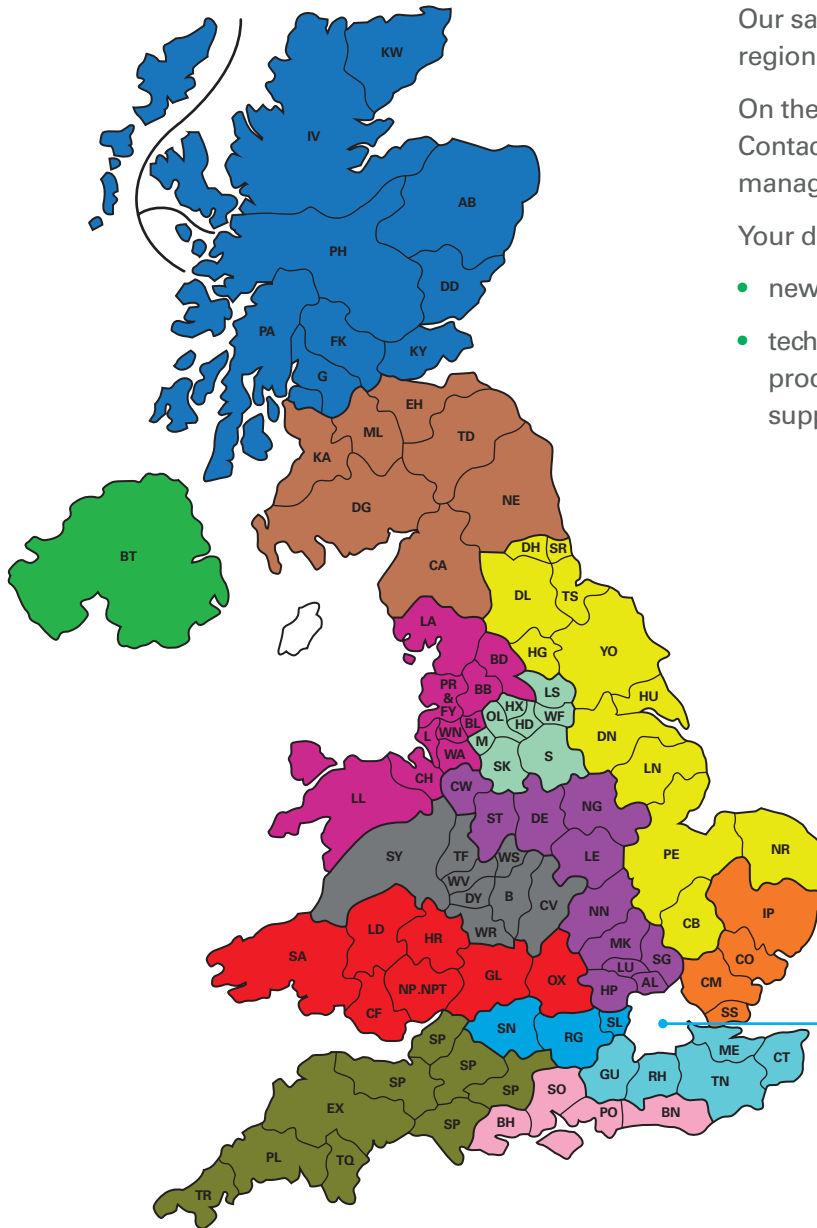 Our sa
region
On the
Contac
manag
Your d
• new
• tech
proc
supp
KW
IV
AB
PH
DD
PA
FK
KY
G
EH
ML
TD
KA
DG
NE
BT
DH SR
CA
DL
TS
LA
HG
YO
BD
PR
&
FY
BB
LS
HU
HX
OL
HD
WF
BL
L
WN
DN
M
WA
SK
S
LN
CH
CW
LL
NG
ST
DE
SY
TF
WS
LE
PE
NR
WV
DY
B
CV
NN
IP
WR
CB
LD
HR
MK
SG
CO
SA
GL
OX
LU
AL
CM
NP.NPT
HP
SS
CF
SN
SL
RG
SP
ME
CT
SP
SP
GU
RH
TN
EX
SP
SO
PO
BN
BH
SP
PL
TQ
TR